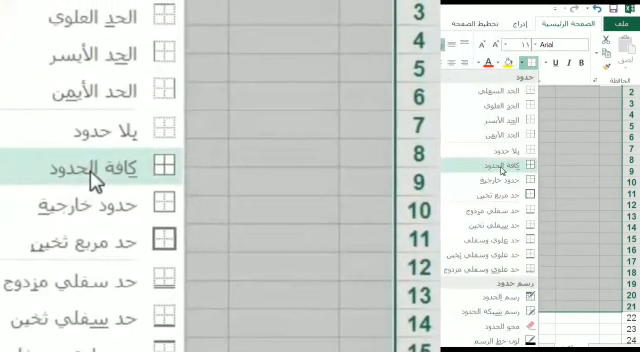 الحد العلوي
الحد الأيسر
الحد الأيمن
بلا حدود
كافة الحدود
حدود خارجية
حد مربع ثخين
حد سفلي مزدوج
حد سفلي ثخين
3
4
5
6
7
8
9
10
11
12
13
14
15
ملف
الصفحة الرئيسية
إدراج
تخطيط الصفحة
Arial
١١
B I U
لصق
الحافظة
حدود
الحد السفلي
الحد العلوي
الحد الأيسر
الحد الأيمن
بلا حدود
كافة الحدود
حدود خارجية
حد مربع ثخين
حد سفلي مزدوج
حد سفلي ثخين
حد علوي وسفلي
حد علوي وسفلي ثخين
حد علوي وسفلي مزدوج
رسم حدود
رسم الحدود
رسم شبكة الحدود
محو الحدود
لون خط الرسم
2
3
4
5
6
7
8
9
10
11
12
13
14
15
16
17
18
19
20
21
22
23
24